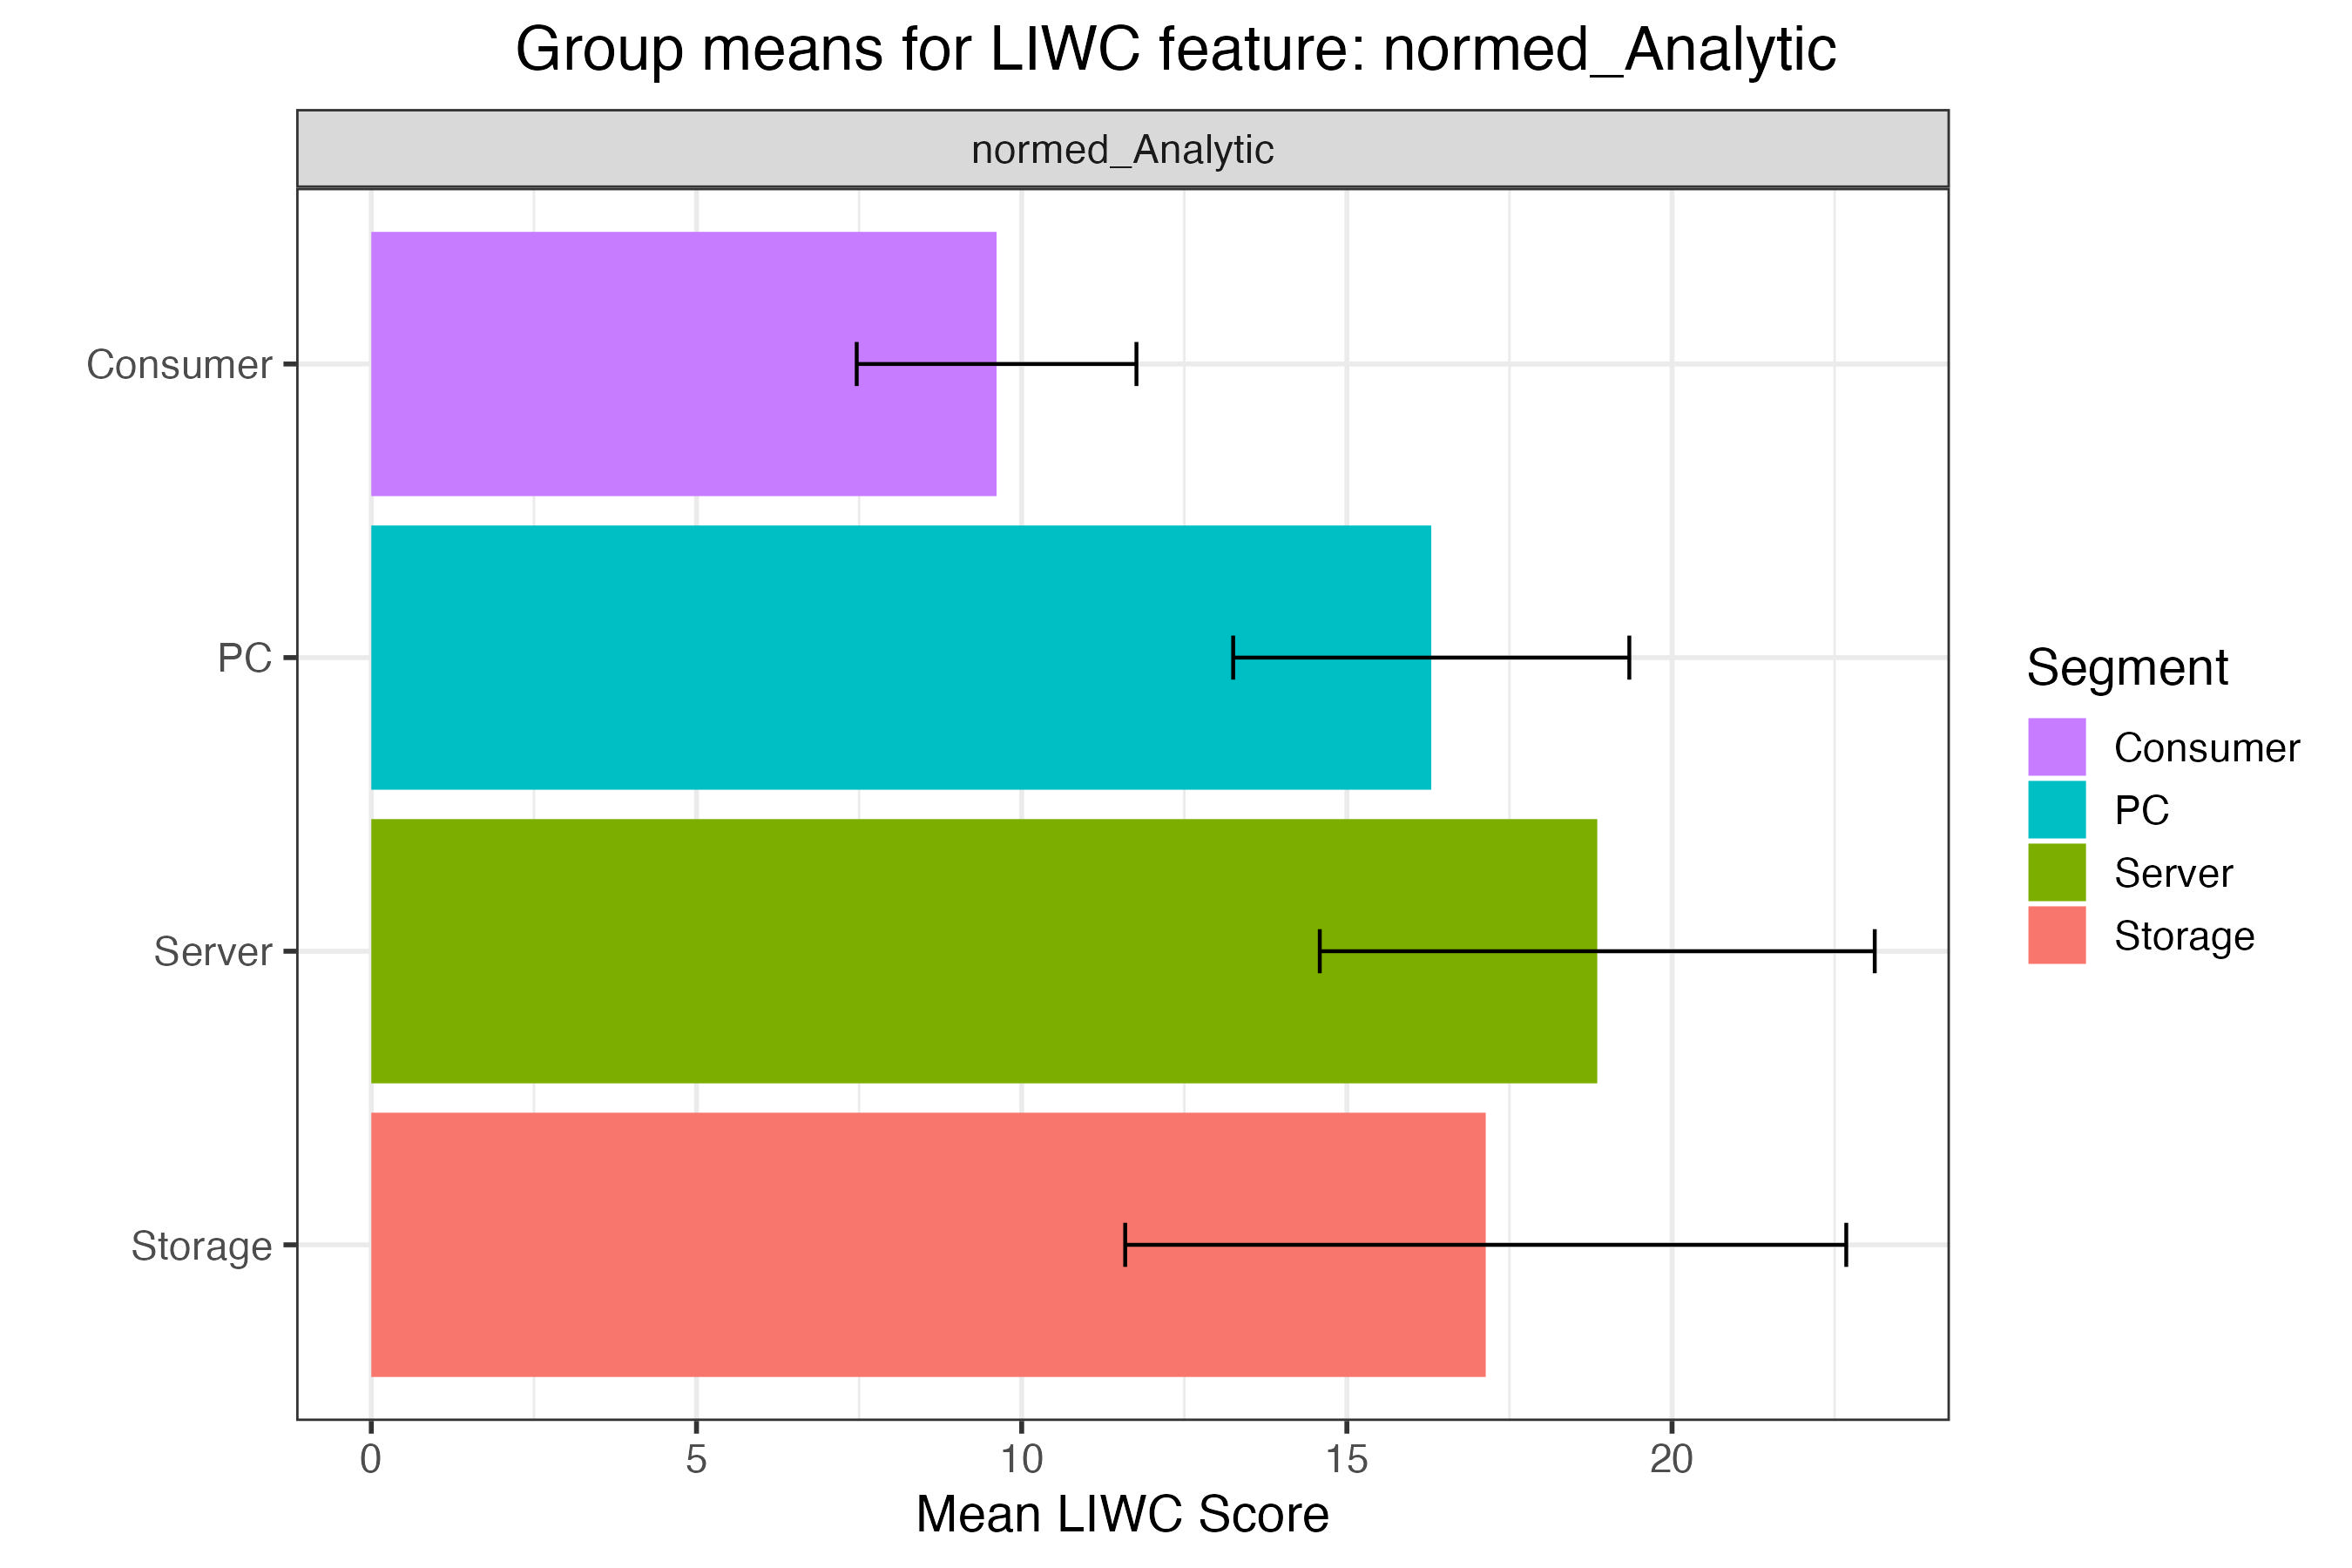 Group means for LIWC feature: normed_Analytic
normed_Analytic
Consumer
PC
Server
Storage
0 5 10 15 20
Mean LIWC Score
Segment
Consumer
PC
Server
Storage